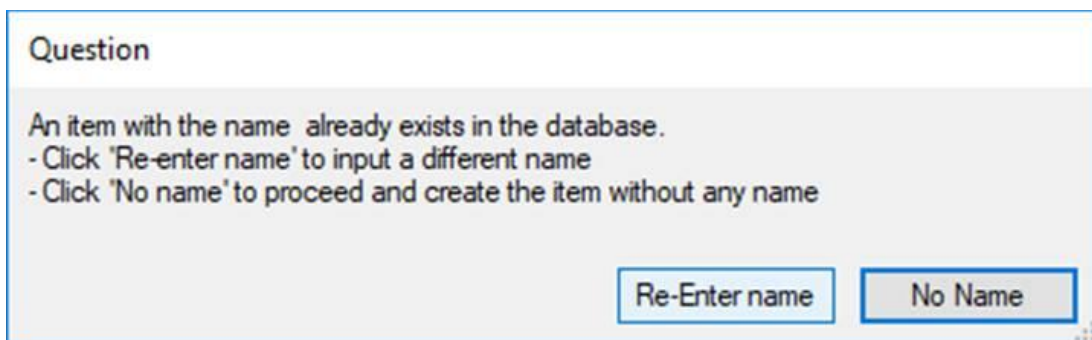 Question
An item with the name  already exists in the database.
- Click 'Re-enter name' to input a different name
- Click 'No name' to proceed and create the item without any name
Re-Enter name
No Name